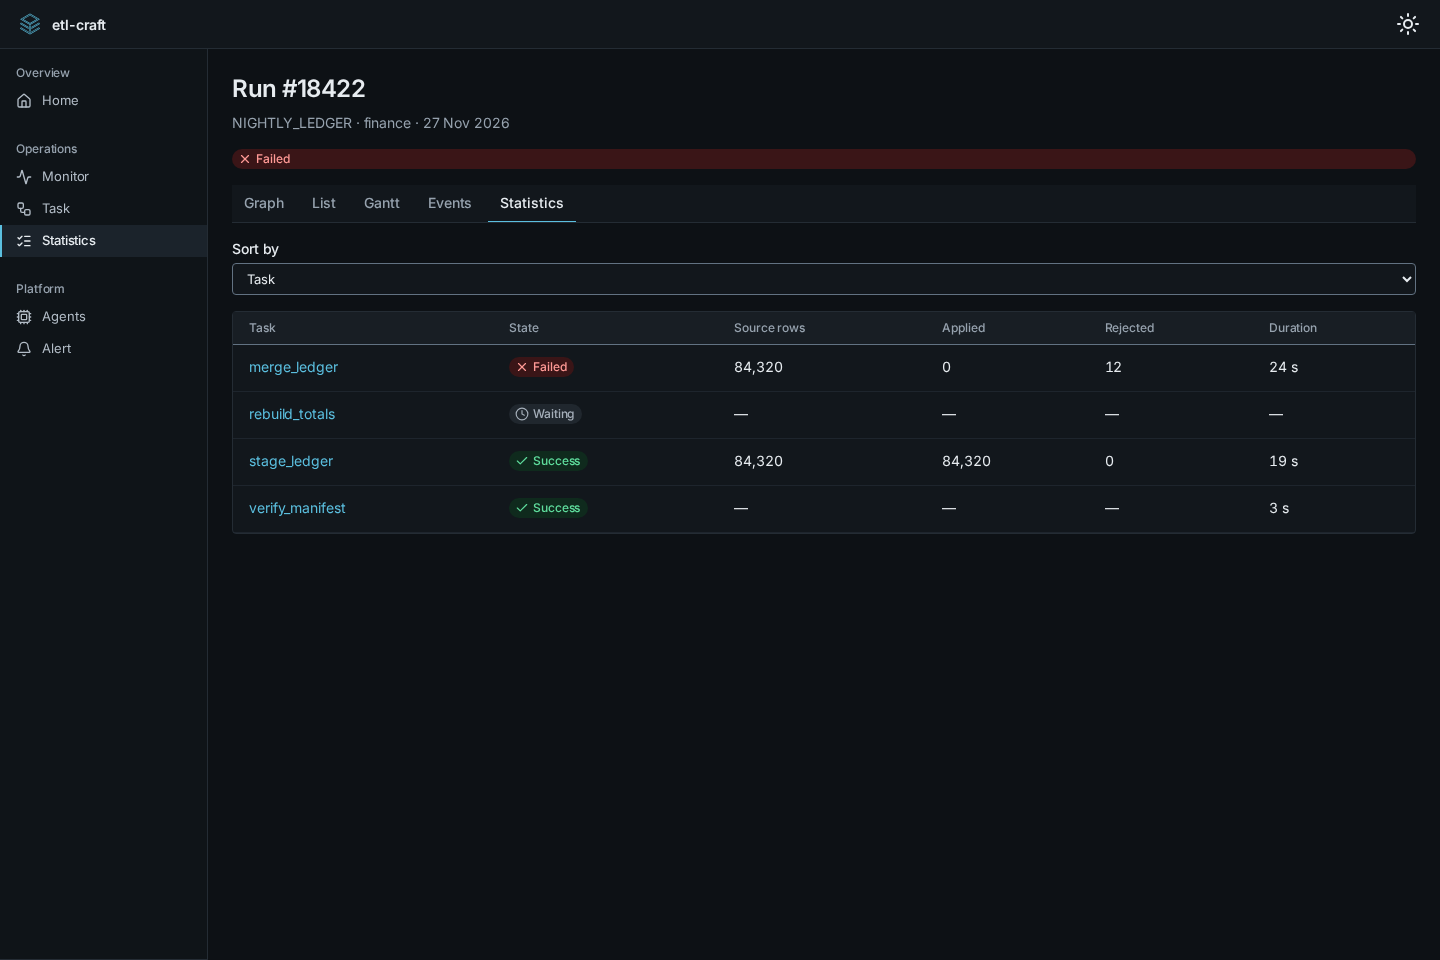 etl-craft
Overview
Home
Operations
Monitor
Task
Statistics
Platform
Agents
Alert
Run #18422
NIGHTLY_LEDGER · finance · 27 Nov 2026
Failed
Graph List Gantt Events Statistics
Sort by
Task
Task State Source rows Applied Rejected Duration
merge_ledger Failed 84,320 0 12 24 s
rebuild_totals Waiting — — — —
stage_ledger Success 84,320 84,320 0 19 s
verify_manifest Success — — — 3 s